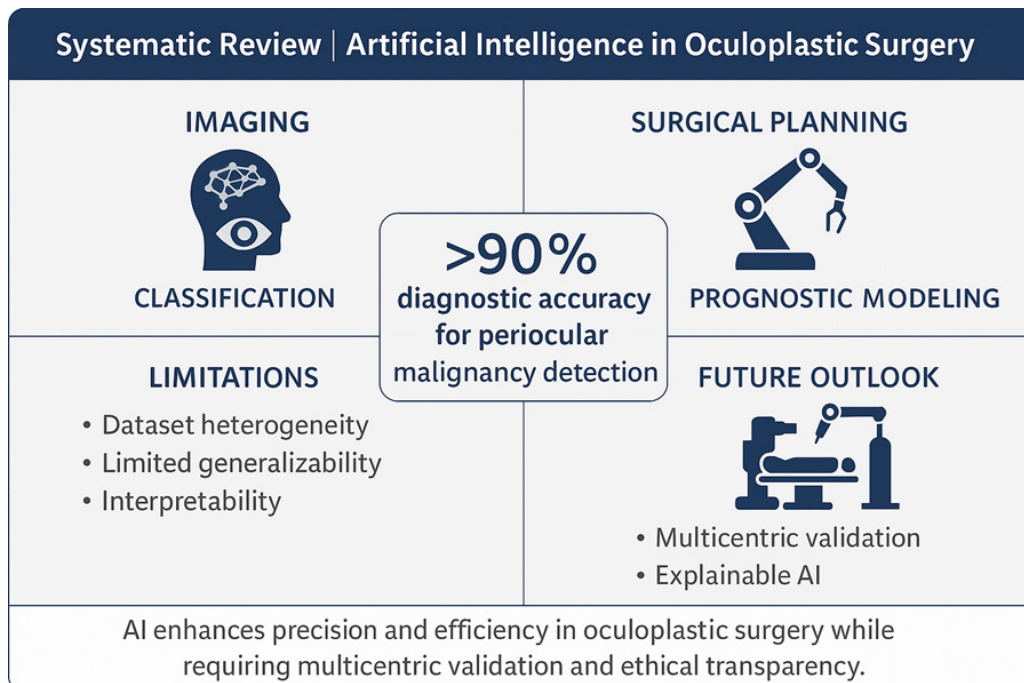 Systematic Review | Artificial Intelligence in Oculoplastic Surgery
IMAGING
CLASSIFICATION
SURGICAL PLANNING
PROGNOSTIC MODELING
>90%
diagnostic accuracy
for periocular
malignancy detection
LIMITATIONS
• Dataset heterogeneity
• Limited generalizability
• Interpretability
FUTURE OUTLOOK
• Multicentric validation
• Explainable AI
AI enhances precision and efficiency in oculoplastic surgery while
requiring multicentric validation and ethical transparency.